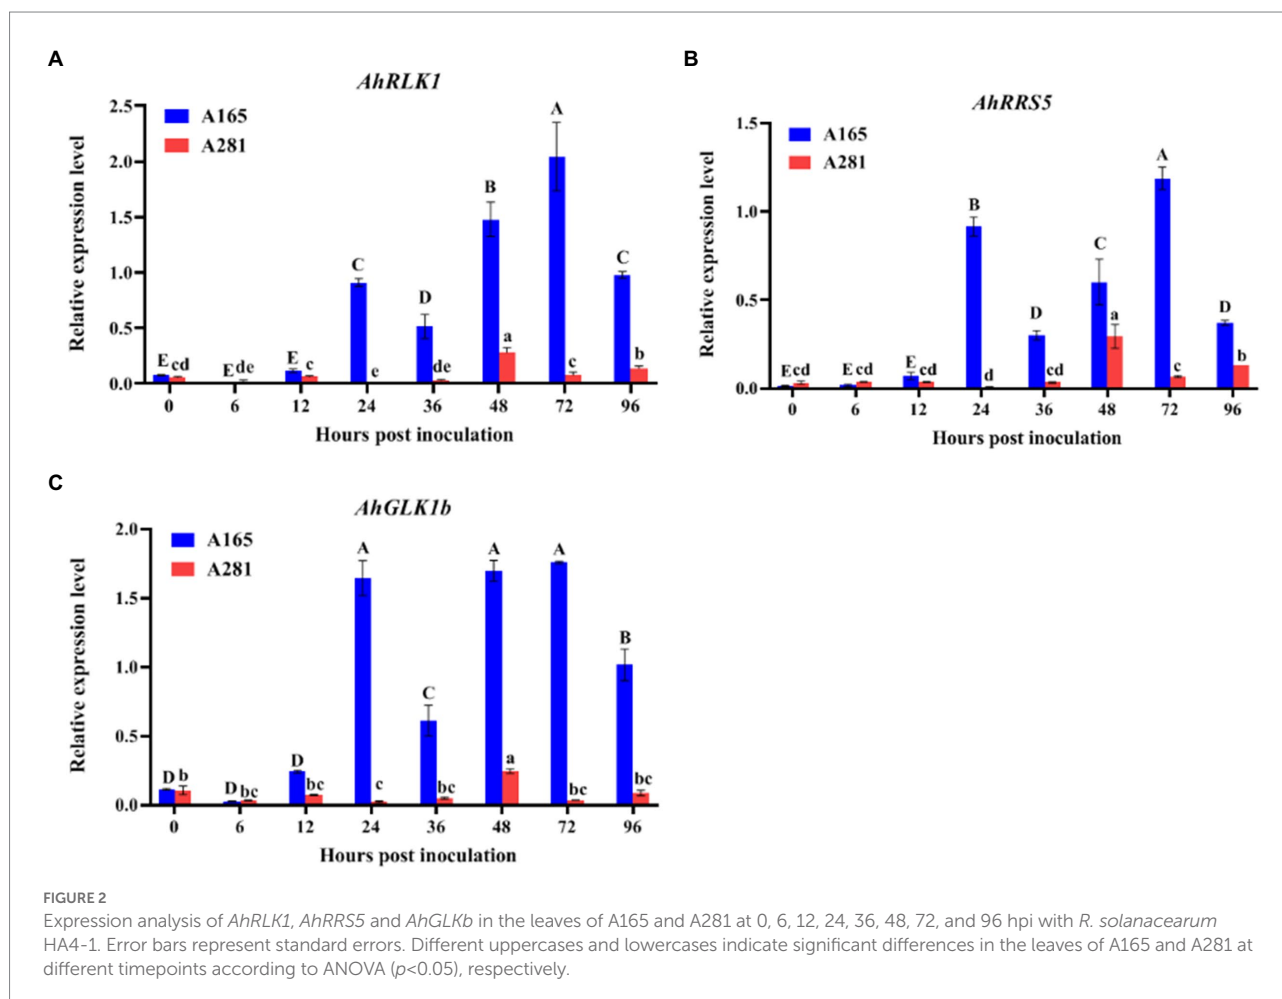 A
AhRLK1
A165
A281
Relative expression level
2.5
2.0
1.5
1.0
0.5
0.0
E cd E de E c C e D de B a A c C b
0 6 12 24 36 48 72 96
Hours post inoculation
B
AhRRS5
A165
A281
Relative expression level
1.5
1.0
0.5
0.0
E cd E cd E cd B d D cd C a A c D b
0 6 12 24 36 48 72 96
Hours post inoculation
C
AhGLK1b
A165
A281
Relative expression level
2.0
1.5
1.0
0.5
0.0
D b D bc D bc A c C bc A a A bc B bc
0 6 12 24 36 48 72 96
Hours post inoculation
FIGURE 2
Expression analysis of AhRLK1, AhRRS5 and AhGLKb in the leaves of A165 and A281 at 0, 6, 12, 24, 36, 48, 72, and 96 hpi with R. solanacearum
HA4-1. Error bars represent standard errors. Different uppercases and lowercases indicate significant differences in the leaves of A165 and A281 at
different timepoints according to ANOVA (p<0.05), respectively.